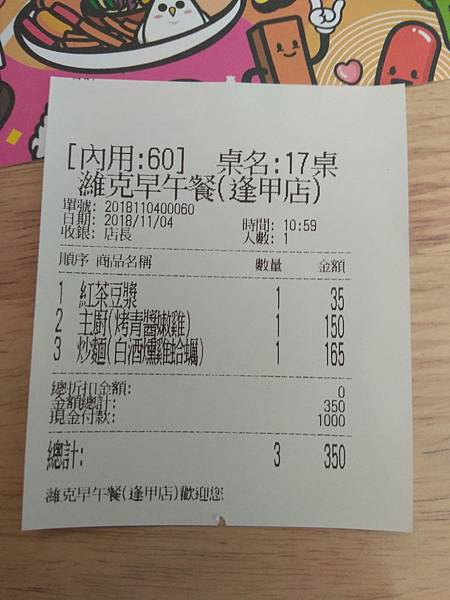 [內用:60] 桌名:17桌
濰克早午餐(逢甲店)
單號: 2018110400060
日期: 2018/11/04 時間: 10:59
收銀: 店長 人數: 1
順序 商品名稱 數量 金額
1 紅茶豆漿 1 35
2 主廚(烤青醬嫩雞) 1 150
3 炒麵(白酒燻雞蛤蠣) 1 165
總折扣金額: 0
金額總計: 350
現金付款: 1000
總計: 3 350
濰克早午餐(逢甲店)歡迎您